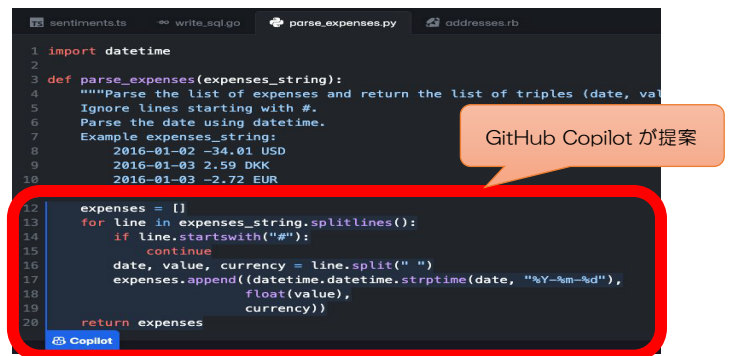 sentiments.ts write_sql.go parse_expenses.py addresses.rb
1 import datetime
2
3 def parse_expenses(expenses_string):
4     """Parse the list of expenses and return the list of triples (date, val
5     Ignore lines starting with #.
6     Parse the date using datetime.
7     Example expenses_string:
8         2016-01-02 -34.01 USD
9         2016-01-03 2.59 DKK
10         2016-01-03 -2.72 EUR
GitHub Copilot が提案
12     expenses = []
13     for line in expenses_string.splitlines():
14         if line.startswith("#"):
15             continue
16         date, value, currency = line.split(" ")
17         expenses.append((datetime.datetime.strptime(date, "%Y-%m-%d"),
18                         float(value),
19                         currency))
20     return expenses
Copilot